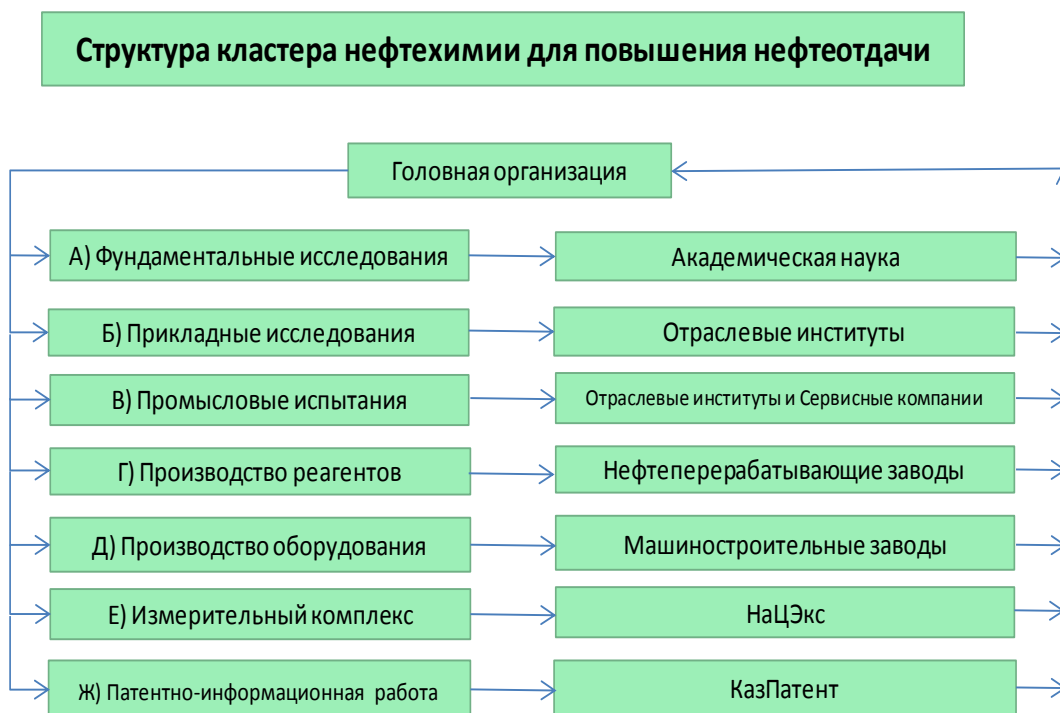 Структура кластера нефтехимии для повышения нефтеотдачи
Головная организация
А) Фундаментальные исследования
Академическая наука
Б) Прикладные исследования
Отраслевые институты
В) Промысловые испытания
Отраслевые институты и Сервисные компании
Г) Производство реагентов
Нефтеперерабатывающие заводы
Д) Производство оборудования
Машиностроительные заводы
Е) Измерительный комплекс
НаЦЭкс
Ж) Патентно-информационная работа
КазПатент